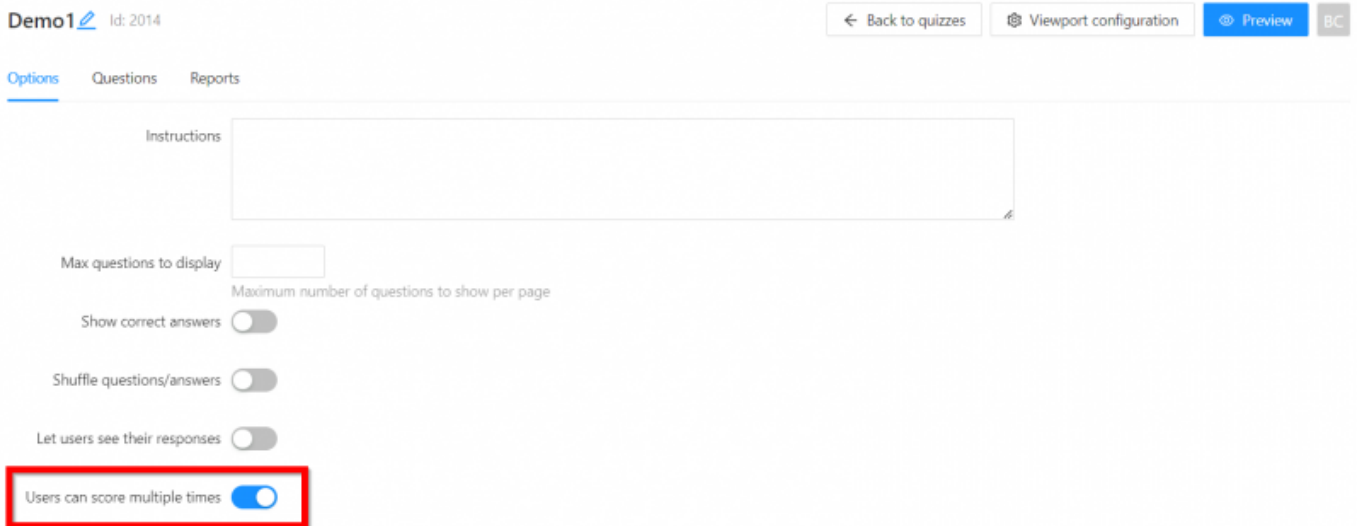 Demo1 Id: 2014 Back to quizzes Viewport configuration Preview BC
Options Questions Reports
Instructions
Max questions to display
Maximum number of questions to show per page
Show correct answers
Shuffle questions/answers
Let users see their responses
Users can score multiple times